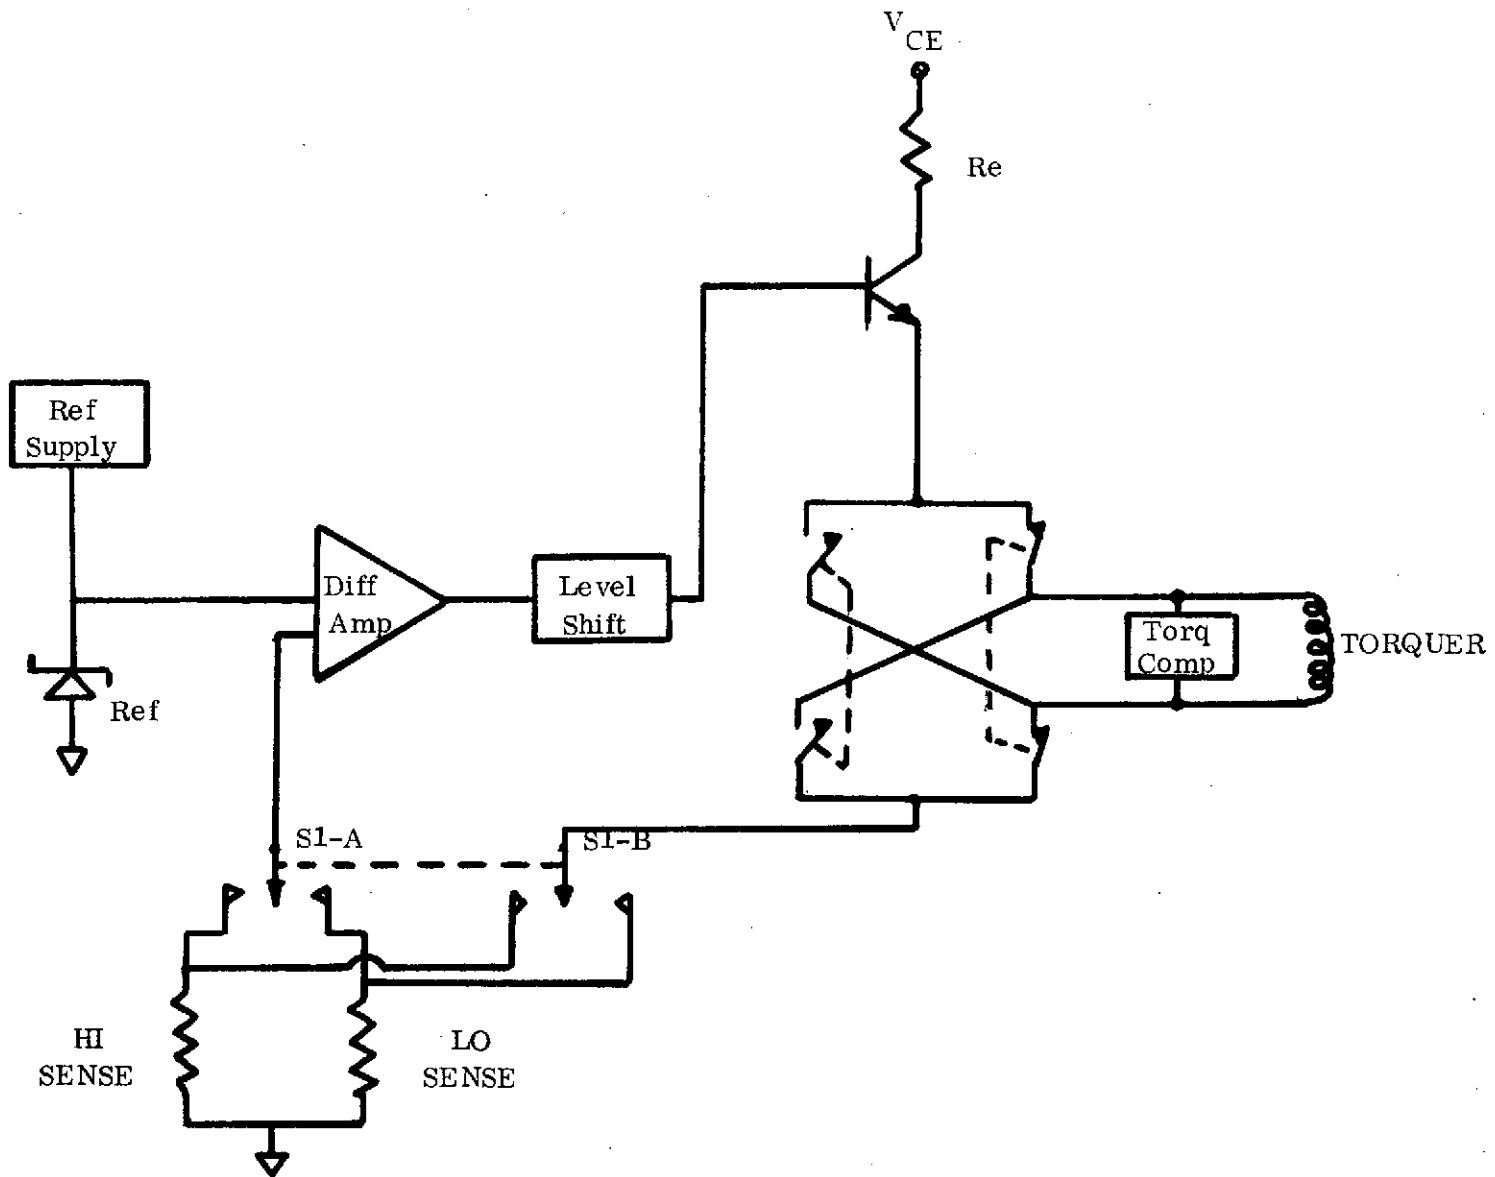 V
CE
Re
Ref
Supply
Diff
Amp
Level
Shift
Torq
Comp
TORQUER
Ref
S1-A
S1-B
HI
SENSE
LO
SENSE